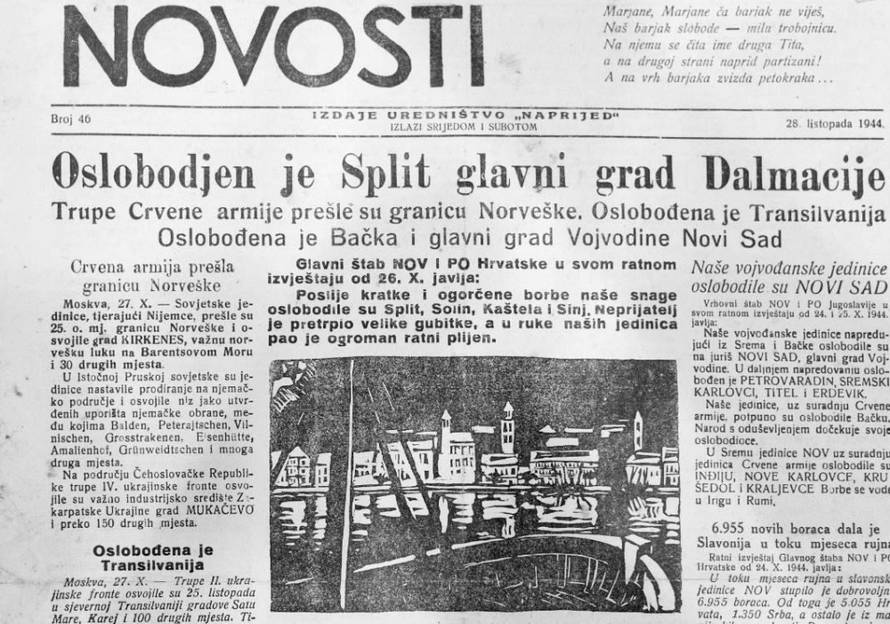 NOVOSTI
Marjane, Marjane ča barjak ne viješ,
Naš barjak slobode — mila trobojnicu.
Na njemu se čita ime druga Tita,
a na drugoj strani naprid partizani!
A na vrh barjaka zvizda petokraka ...
Broj 46
IZDAJE UREDNIŠTVO „NAPRIJED“
IZLAZI SRIJEDOM I SUBOTOM
28. listopada 1944.
Oslobodjen je Split glavni grad Dalmacije
Trupe Crvene armije prešle su granicu Norveške. Oslobođena je Transilvanija
Oslobođena je Bačka i glavni grad Vojvodine Novi Sad
Crvena armija prešla
granicu Norveške
Moskva, 27. X. — Sovjetske je-
dinice, tjerajući Nijemce, prešle su
25. o. mj. granicu Norveške i o-
svojile grad KIRKENES, važnu nor-
vešku luku na Barentsovom Moru
i 30 drugih mjesta.
U Istočnoj Pruskoj sovjetske su je-
dinice nastavile prodiranje na njemač-
ko područje i osvojile niz jako utvr-
đenih uporišta njemačke obrane, me-
đu kojima Balden, Peterajtschen, Vil-
nischen, Grosstrakenen, Eisenhütte,
Amalienhof, Grünweidtschen i mnoga
druga mjesta.
Na području Čehoslovačke Republi-
ke trupe IV. ukrajinske fronte osvo-
jile su važno industrijsko središte Za-
karpatske Ukrajine grad MUKAČEVO
i preko 150 drugih mjesta.
Oslobođena je
Transilvanija
Moskva, 27. X. — Trupe II. ukra-
jinske fronte osvojile su 25. listopada
u sjevernoj Transilvaniji gradove Satu
Mare, Karej i 100 drugih mjesta. Ti-
Glavni štab NOV i PO Hrvatske u svom ratnom
izvještaju od 26. X. javlja:
Poslije kratke i ogorčene borbe naše snage
oslobodile su Split, Solin, Kaštela i Sinj. Neprijatelj
je pretrpio velike gubitke, a u ruke naših jedinica
pao je ogroman ratni plijen.
Naše vojvođanske jedinice
oslobodile su NOVI SAD
Vrhovni štab NOV i PO Jugoslavije u
svom ratnom izvještaju od 24. i 25. X. 1944.
javlja:
Naše vojvođanske jedinice napredu-
jući iz Srema i Bačke oslobodile su
na juriš NOVI SAD, glavni grad Voj-
vodine. U daljnjem napredovanju oslo-
bođen je PETROVARADIN, SREMSKI
KARLOVCI, TITEL i ERDEVIK.
Naše jedinice, uz suradnju Crvene
armije, potpuno su oslobodile Bačku.
Narod s oduševljenjem dočekuje svoje
oslobodioce.
U Sremu jedinice NOV uz suradnju
jedinica Crvene armije oslobodile su
INĐIJU, NOVE KARLOVCE, KRU
ŠEDOL i KRALJEVCE Borbe se vode
u Irigu i Rumi.
6.955 novih boraca dala je
Slavonija u toku mjeseca rujna
Ratni izvještaj Glavnog štaba NOV i PO
Hrvatske od 24. X. 1944. javlja:
U toku mjeseca rujna u slavonsk
jedinice NOV stupilo je dobrovoljn
6.955 boraca. Od toga je 5.055 Hr
vata, 1.350 Srba, a ostalo je iz ma